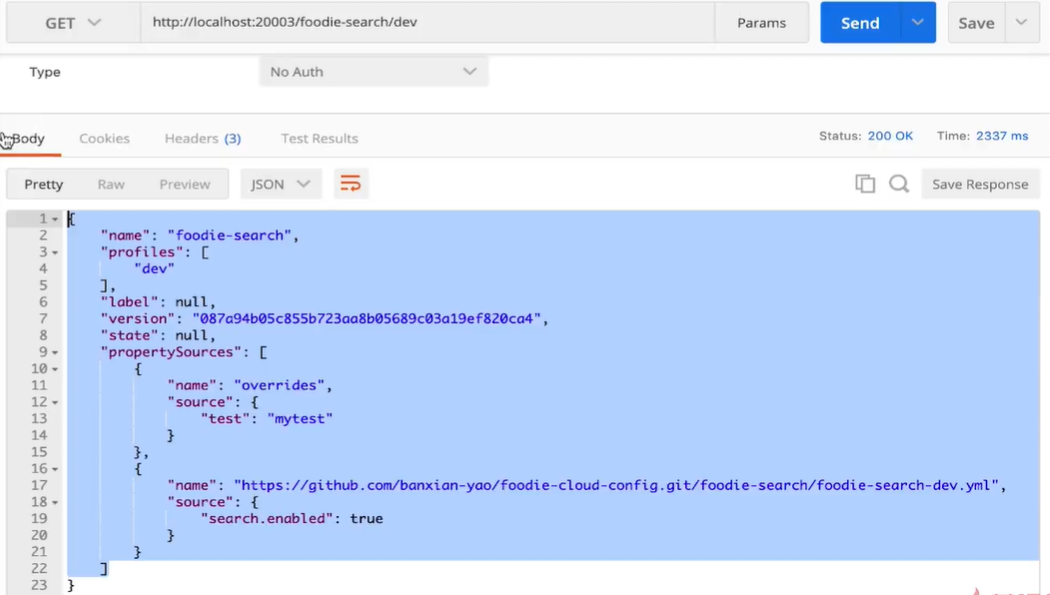 GET http://localhost:20003/foodie-search/dev Params Send Save
Type No Auth
Body Cookies Headers (3) Test Results Status: 200 OK Time: 2337 ms
Pretty Raw Preview JSON Save Response
1 {
2 "name": "foodie-search",
3 "profiles": [
4 "dev"
5 ],
6 "label": null,
7 "version": "087a94b05c855b723aa8b05689c03a19ef820ca4",
8 "state": null,
9 "propertySources": [
10 {
11 "name": "overrides",
12 "source": {
13 "test": "mytest"
14 }
15 },
16 {
17 "name": "https://github.com/banxian-yao/foodie-cloud-config.git/foodie-search/foodie-search-dev.yml",
18 "source": {
19 "search.enabled": true
20 }
21 }
22 ]
23 }